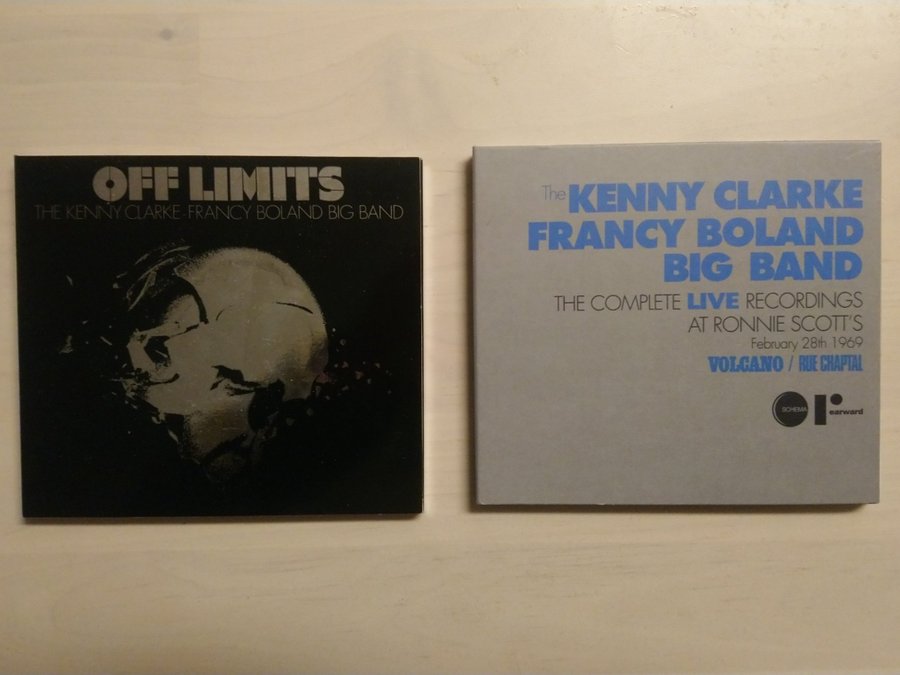 OFF LIMITS
THE KENNY CLARKE FRANCY BOLAND BIG BAND
The KENNY CLARKE
FRANCY BOLAND
BIG BAND
THE COMPLETE LIVE RECORDINGS
AT RONNIE SCOTT'S
February 28th 1969
VOLCANO / RUE CHAPTAL
SCHEMA rearward